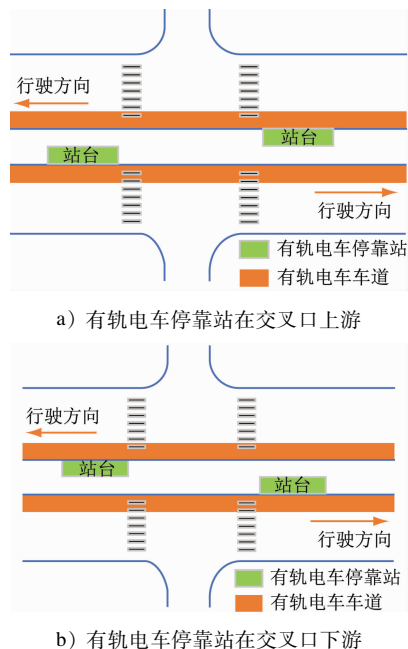 行驶方向
站台
站台
行驶方向
有轨电车停靠站
有轨电车车道
a）有轨电车停靠站在交叉口上游
行驶方向
站台
站台
行驶方向
有轨电车停靠站
有轨电车车道
b）有轨电车停靠站在交叉口下游